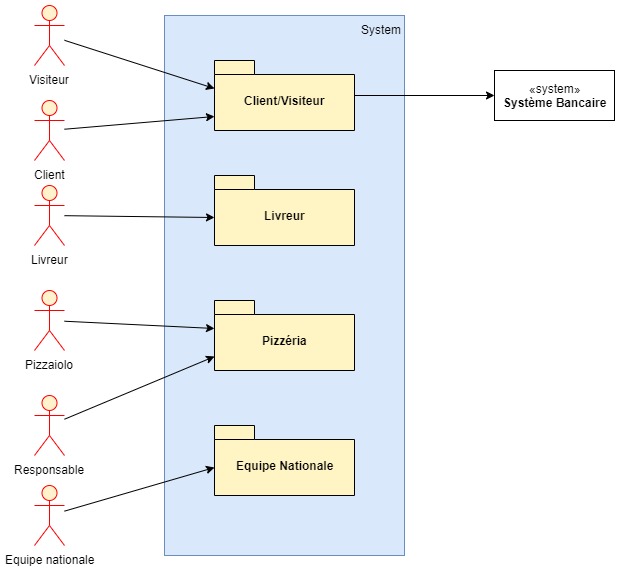 System
Visiteur
Client/Visiteur
«system»
Système Bancaire
Client
Livreur
Livreur
Pizzaiolo
Pizzéria
Responsable
Equipe Nationale
Equipe nationale